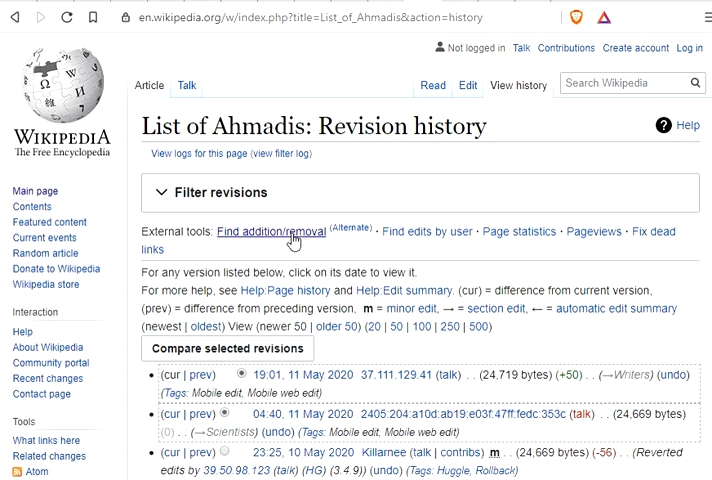 en.wikipedia.org/w/index.php?title=List_of_Ahmadis&action=history
Not logged in Talk Contributions Create account Log in
Article Talk Read Edit View history Search Wikipedia
WIKIPEDIA
The Free Encyclopedia
List of Ahmadis: Revision history
? Help
View logs for this page (view filter log)
Main page
Contents
Featured content
Current events
Random article
Donate to Wikipedia
Wikipedia store
Interaction
Help
About Wikipedia
Community portal
Recent changes
Contact page
Tools
What links here
Related changes
Atom
Filter revisions
External tools: Find addition/removal (Alternate) · Find edits by user · Page statistics · Pageviews · Fix dead
links
For any version listed below, click on its date to view it.
For more help, see Help:Page history and Help:Edit summary. (cur) = difference from current version,
(prev) = difference from preceding version, m = minor edit, → = section edit, ← = automatic edit summary
(newest | oldest) View (newer 50 | older 50) (20 | 50 | 100 | 250 | 500)
Compare selected revisions
• (cur | prev) 19:01, 11 May 2020 37.111.129.41 (talk) . . (24,719 bytes) (+50) . . (→Writers) (undo)
(Tags: Mobile edit, Mobile web edit)
• (cur | prev) 04:40, 11 May 2020 2405:204:a10d:ab19:e03f:47ff:fedc:353c (talk) . . (24,669 bytes)
(0) . . (→Scientists) (undo) (Tags: Mobile edit, Mobile web edit)
• (cur | prev) 23:25, 10 May 2020 Killarnee (talk | contribs) m . . (24,669 bytes) (-56) . . (Reverted
edits by 39.50.98.123 (talk) (HG) (3.4.9)) (undo) (Tags: Huggle, Rollback)